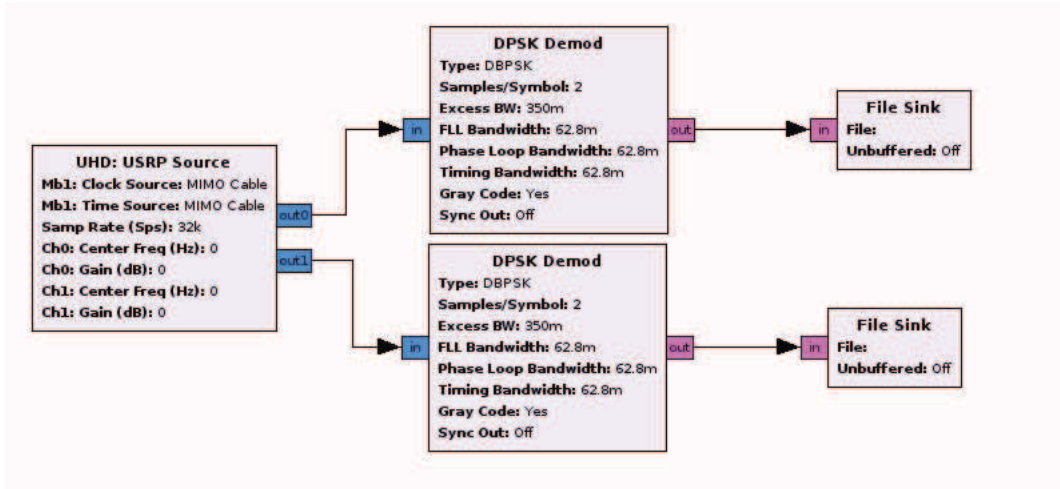 UHD: USRP Source
Mb1: Clock Source: MIMO Cable
Mb1: Time Source: MIMO Cable
Samp Rate (Sps): 32k
Ch0: Center Freq (Hz): 0
Ch0: Gain (dB): 0
Ch1: Center Freq (Hz): 0
Ch1: Gain (dB): 0
out0
out1
in
DPSK Demod
Type: DBPSK
Samples/Symbol: 2
Excess BW: 350m
FLL Bandwidth: 62.8m
Phase Loop Bandwidth: 62.8m
Timing Bandwidth: 62.8m
Gray Code: Yes
Sync Out: Off
out
in
File Sink
File:
Unbuffered: Off
in
DPSK Demod
Type: DBPSK
Samples/Symbol: 2
Excess BW: 350m
FLL Bandwidth: 62.8m
Phase Loop Bandwidth: 62.8m
Timing Bandwidth: 62.8m
Gray Code: Yes
Sync Out: Off
out
in
File Sink
File:
Unbuffered: Off